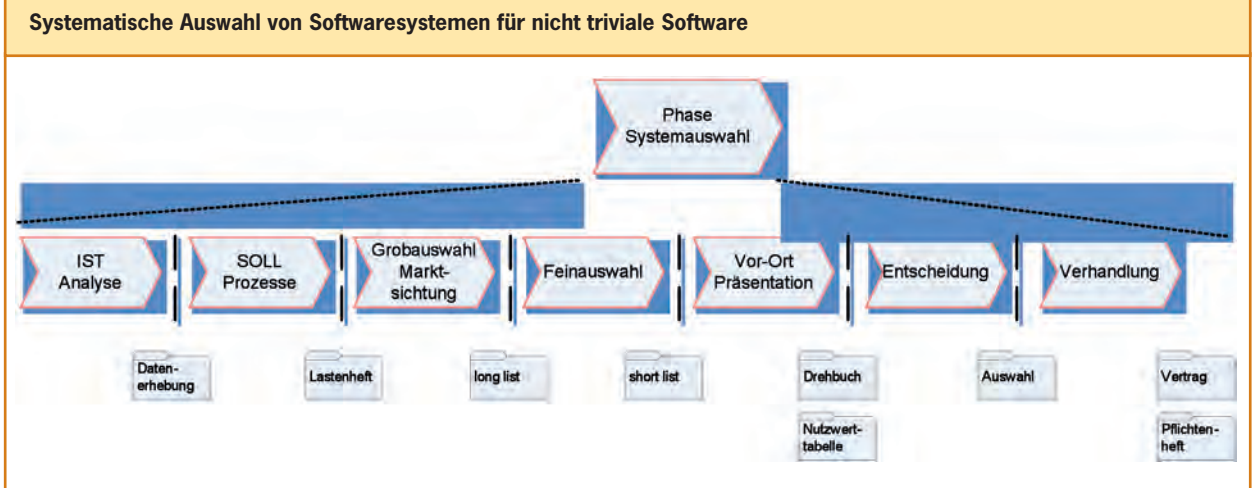 Systematische Auswahl von Softwaresystemen für nicht triviale Software
Phase
Systemauswahl
IST
Analyse
SOLL
Prozesse
Grobauswahl
Markt-
sichtung
Feinauswahl
Vor-Ort
Präsentation
Entscheidung
Verhandlung
Daten-
erhebung
Lastenheft
long list
short list
Drehbuch
Auswahl
Vertrag
Nutzwert-
tabelle
Pflichten-
heft